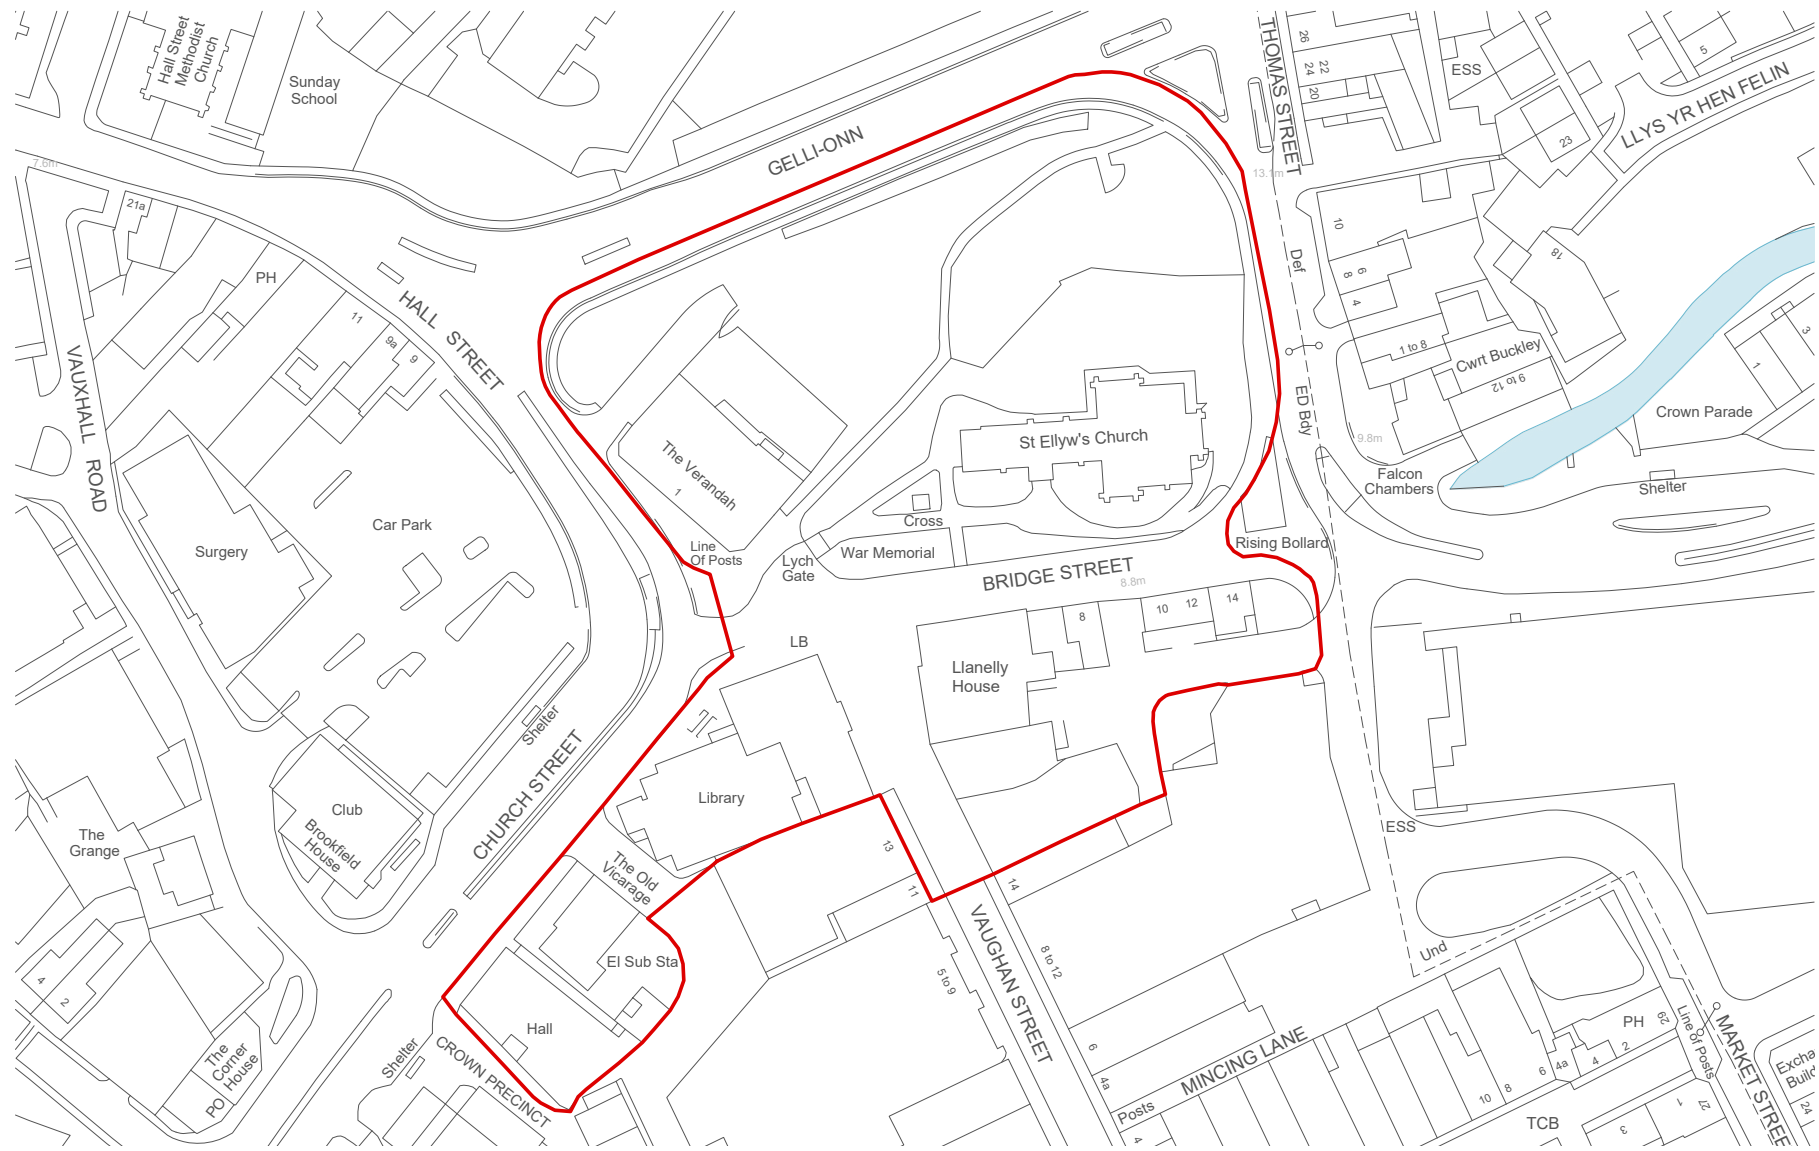 Hall Street
Methodist
Church
Sunday
School
7.6m
21a
PH
11
9a
9
HALL STREET
VAUXHALL ROAD
GELLI-ONN
THOMAS STREET
26
22
24
20
ESS
5
LLYS YR HEN FELIN
23
13.1m
10
Def
8
6
4
18
1 to 8
Cwrt Buckley
9 to 12
3
1
Crown Parade
ED Bdy
9.8m
Falcon
Chambers
Shelter
Surgery
Car Park
The Verandah
1
St Ellyw's Church
Cross
War Memorial
Line
Of Posts
Lych
Gate
BRIDGE STREET
8.8m
Rising Bollard
LB
8
10
12
14
Llanelly
House
Shelter
CHURCH STREET
Library
Club
Brookfield
House
The
Grange
The Old
Vicarage
13
11
14
ESS
El Sub Sta
Hall
VAUGHAN STREET
5 to 9
8 to 12
Und
4
2
The
Corner
House
PO
Shelter
CROWN PRECINCT
6
4a
Posts
4
MINCING LANE
10
8
6
4a
4
2
PH
29
Line of Posts
MARKET STREE
Excha
Buildi
24
TCB
3
1
27